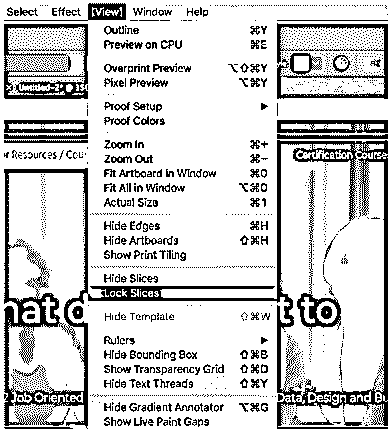 Select Effect View Window Help
Outline ⌘Y
Preview on CPU ⌘E
Overprint Preview ⌥⇧⌘Y
Pixel Preview ⌥⌘Y
Proof Setup ▶
Proof Colors
Zoom In ⌘+
Zoom Out ⌘−
Fit Artboard in Window ⌘0
Fit All in Window ⌥⌘0
Actual Size ⌘1
Hide Edges ⌘H
Hide Artboards ⇧⌘H
Show Print Tiling
Hide Slices
Lock Slices
Hide Template ⇧⌘W
Rulers ▶
Hide Bounding Box ⇧⌘B
Show Transparency Grid ⇧⌘D
Hide Text Threads ⇧⌘Y
Hide Gradient Annotator ⌥⌘G
Show Live Paint Gaps
Untitled-2* @
or Resources / Cou
Certification Course
hat d
t to
Job Oriented
Data, Design and Bu